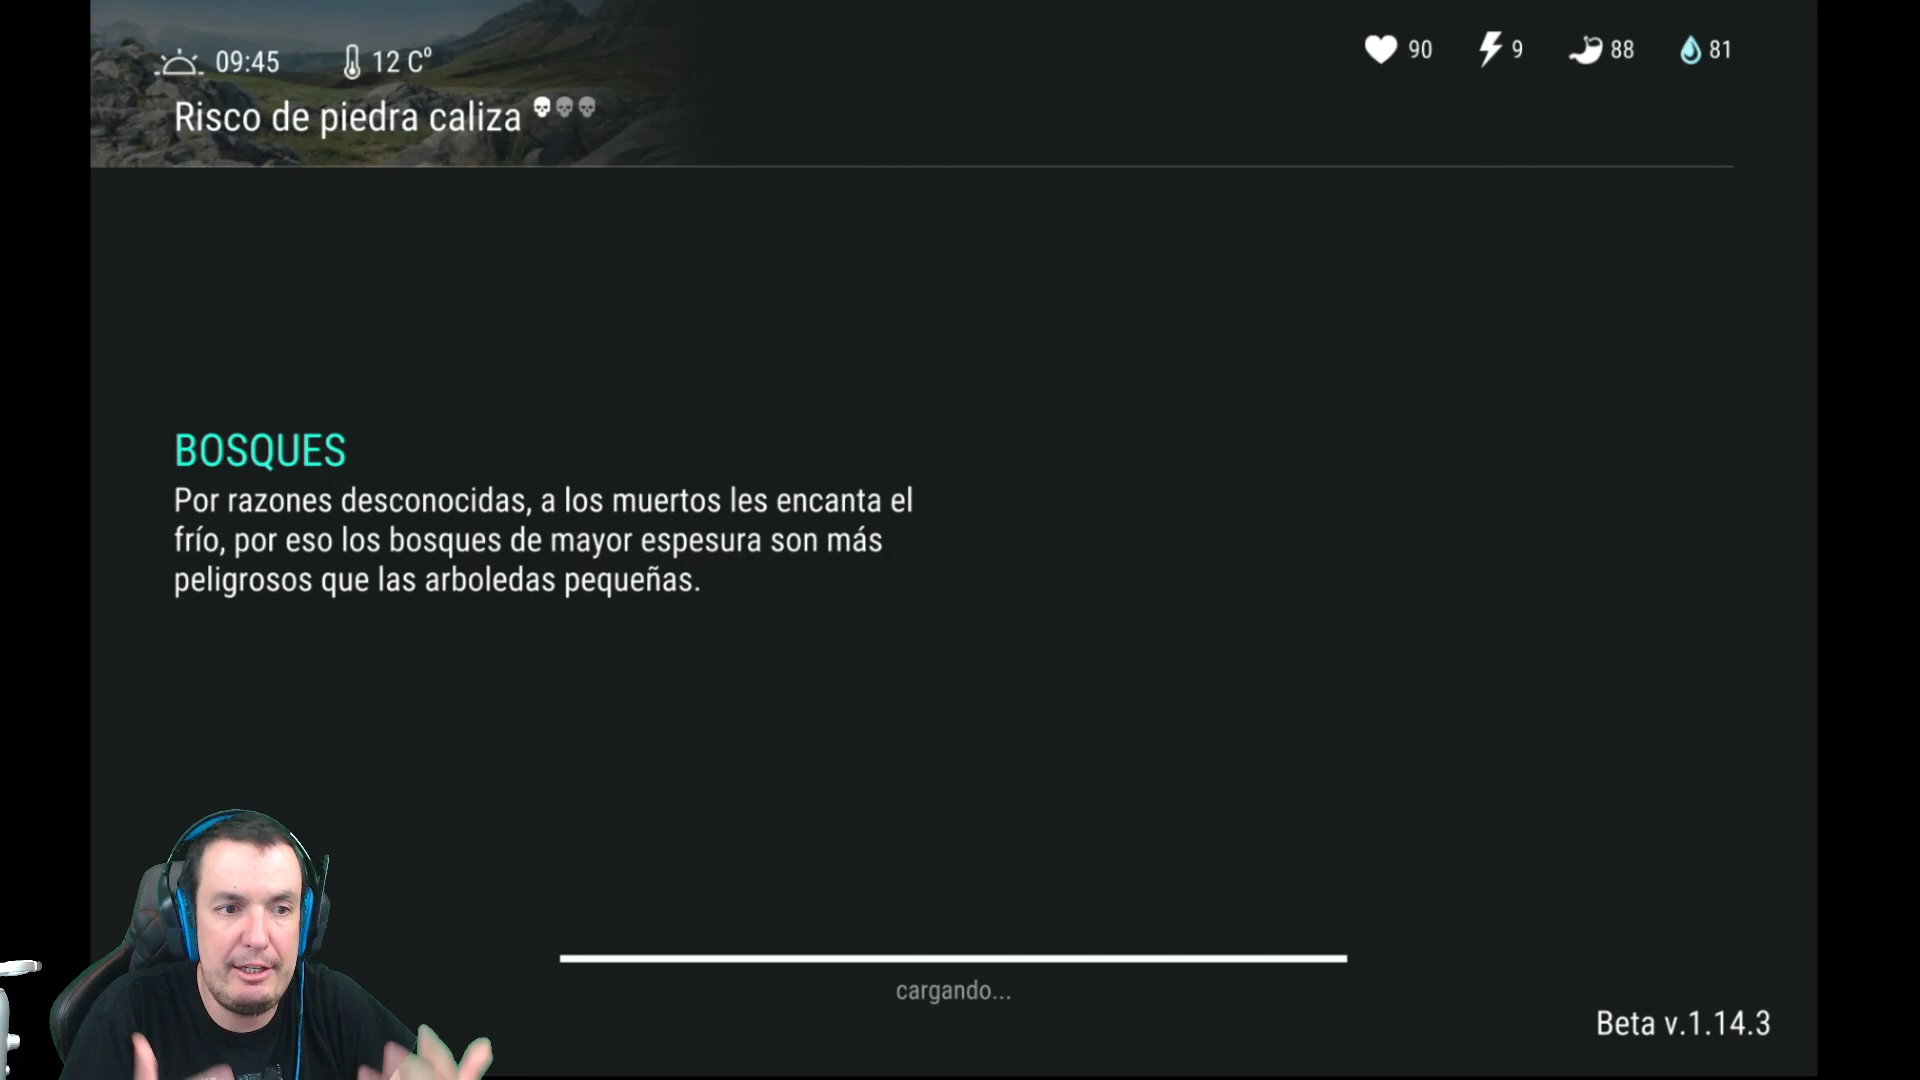 09:45 12 C⁰
90 9 88 81
Risco de piedra caliza
BOSQUES
Por razones desconocidas, a los muertos les encanta el
frío, por eso los bosques de mayor espesura son más
peligrosos que las arboledas pequeñas.
cargando...
Beta v.1.14.3